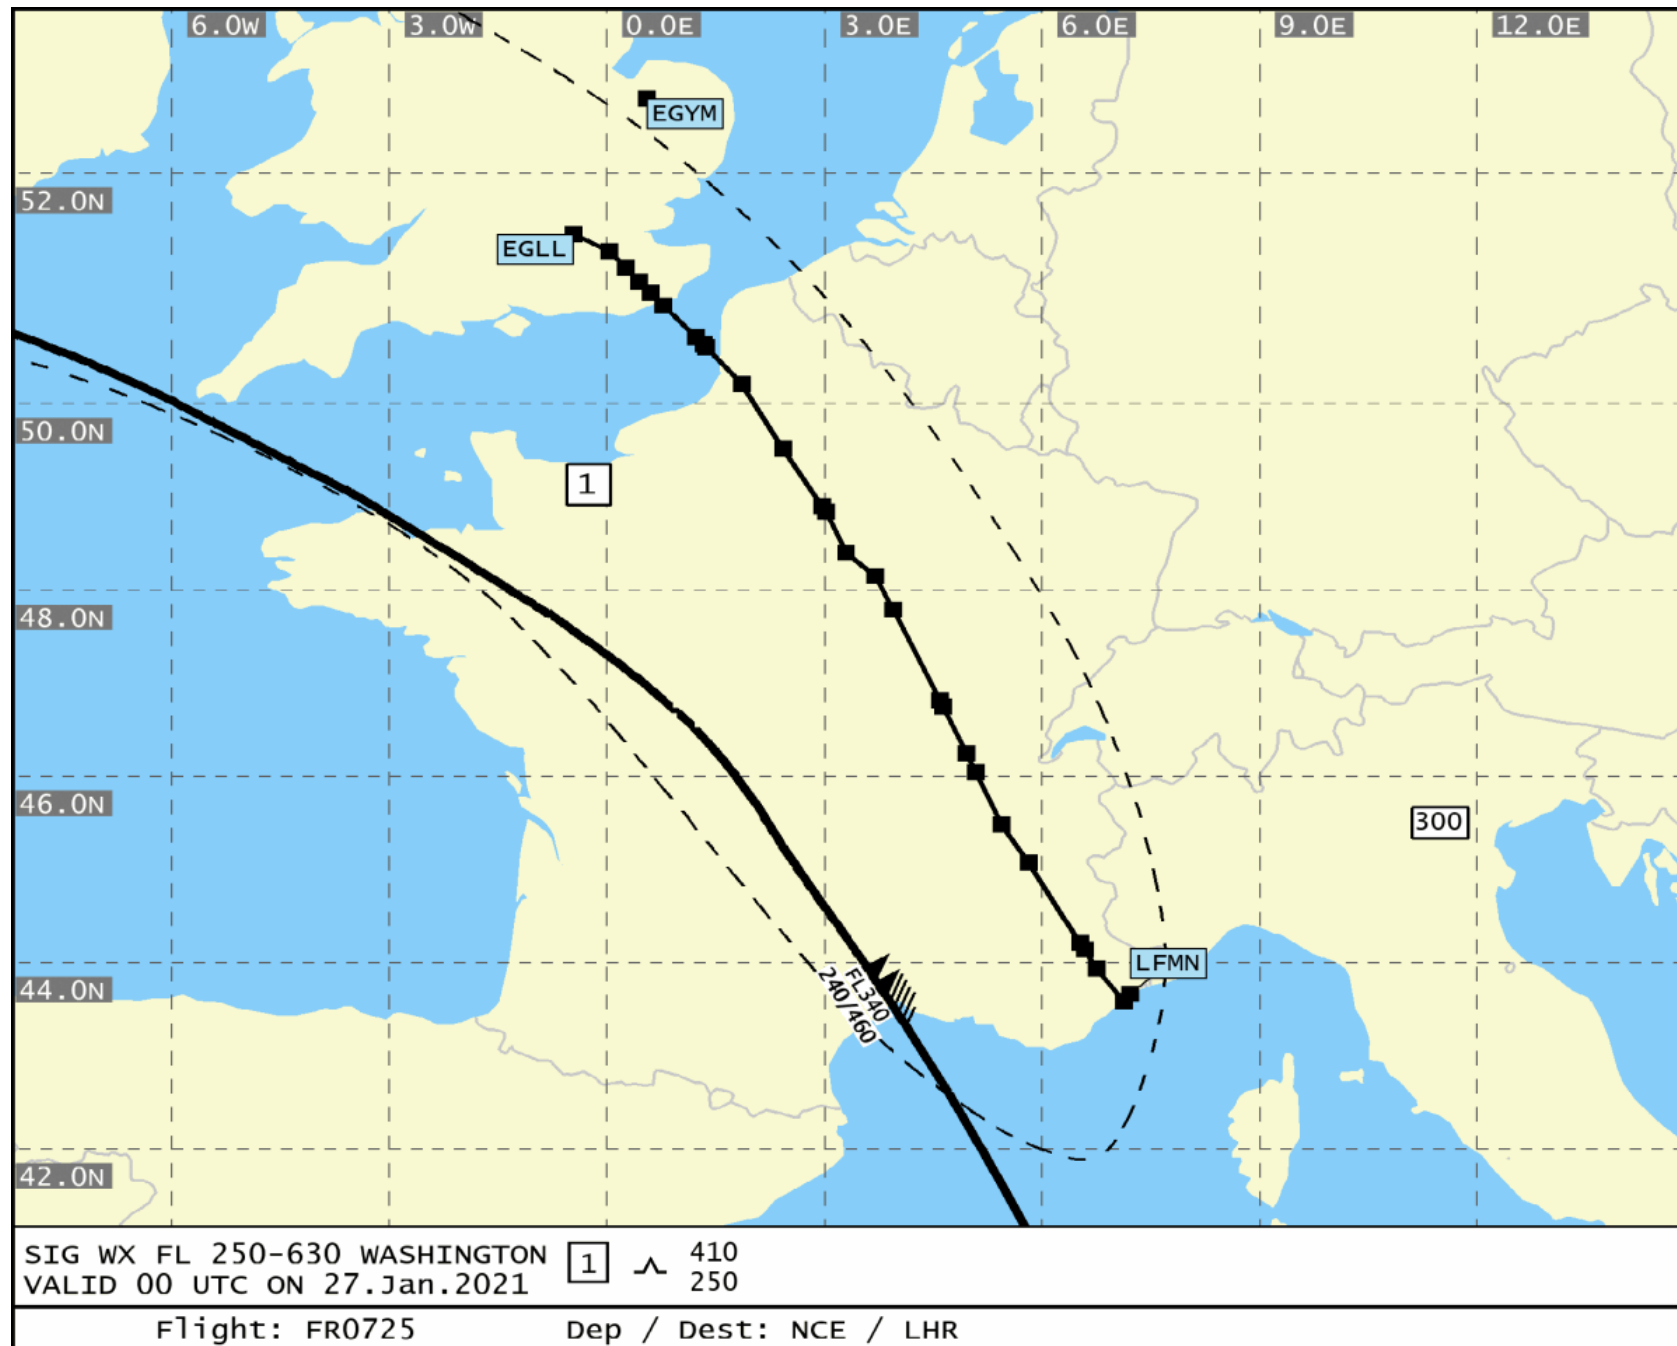 6.0W 3.0W 0.0E 3.0E 6.0E 9.0E 12.0E
EGYM
52.0N
EGLL
50.0N
1
48.0N
46.0N
300
LFMN
44.0N
FL340
240/460
42.0N
SIG WX FL 250-630 WASHINGTON 1 410
VALID 00 UTC ON 27.Jan.2021 250
Flight: FR0725 Dep / Dest: NCE / LHR